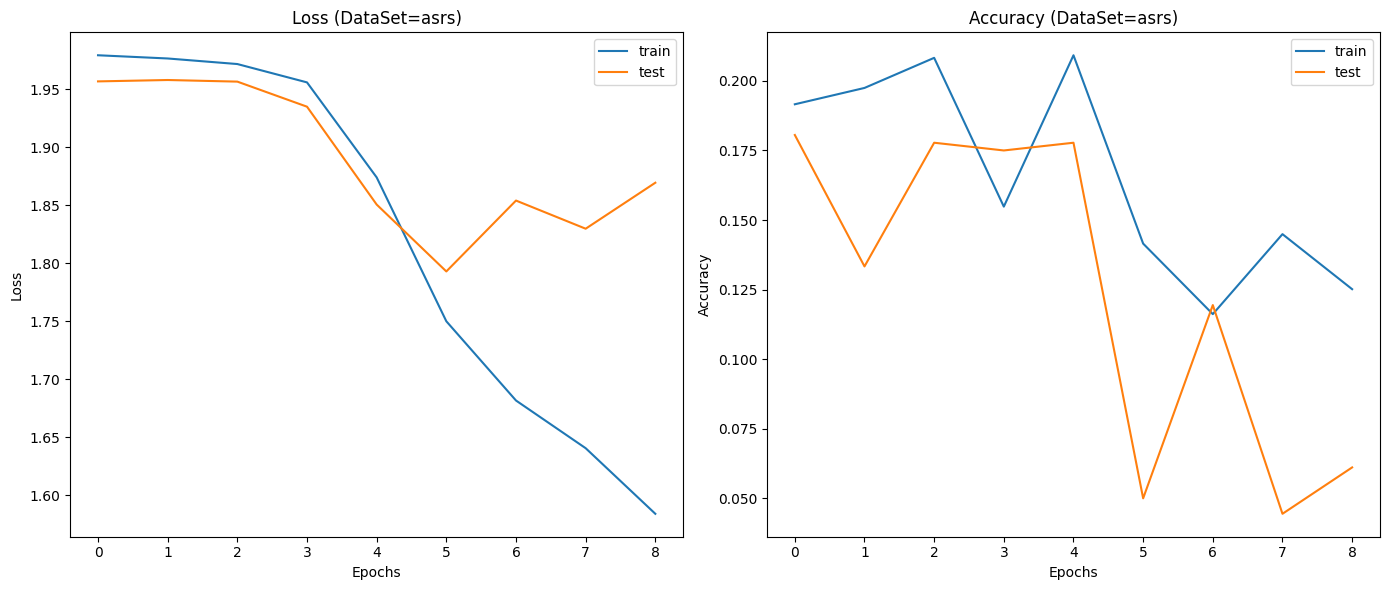 Loss (DataSet=asrs)
train
test
1.95
1.90
1.85
1.80
1.75
1.70
1.65
1.60
Loss
0 1 2 3 4 5 6 7 8
Epochs
Accuracy (DataSet=asrs)
train
test
0.200
0.175
0.150
0.125
0.100
0.075
0.050
Accuracy
0 1 2 3 4 5 6 7 8
Epochs